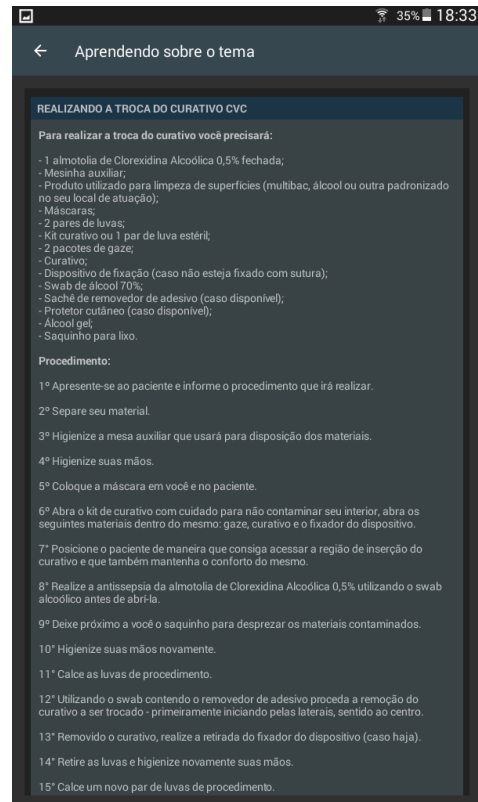 35% 18:33
Aprendendo sobre o tema
REALIZANDO A TROCA DO CURATIVO CVC
Para realizar a troca do curativo você precisará:
- 1 almotolia de Clorexidina Alcoólica 0,5% fechada;
- Mesinha auxiliar;
- Produto utilizado para limpeza de superfícies (multibac, álcool ou outra padronizado
no seu local de atuação);
- Máscaras;
- 2 pares de luvas;
- Kit curativo ou 1 par de luva estéril;
- 2 pacotes de gaze;
- Curativo;
- Dispositivo de fixação (caso não esteja fixado com sutura);
- Swab de álcool 70%;
- Sachê de removedor de adesivo (caso disponível);
- Protetor cutâneo (caso disponível);
- Álcool gel;
- Saquinho para lixo.
Procedimento:
1º Apresente-se ao paciente e informe o procedimento que irá realizar.
2º Separe seu material.
3º Higienize a mesa auxiliar que usará para disposição dos materiais.
4º Higienize suas mãos.
5º Coloque a máscara em você e no paciente.
6º Abra o kit de curativo com cuidado para não contaminar seu interior, abra os
seguintes materiais dentro do mesmo: gaze, curativo e o fixador do dispositivo.
7° Posicione o paciente de maneira que consiga acessar a região de inserção do
curativo e que também mantenha o conforto do mesmo.
8° Realize a antissepsia da almotolia de Clorexidina Alcoólica 0,5% utilizando o swab
alcoólico antes de abrí-la.
9º Deixe próximo a você o saquinho para desprezar os materiais contaminados.
10° Higienize suas mãos novamente.
11° Calce as luvas de procedimento.
12° Utilizando o swab contendo o removedor de adesivo proceda a remoção do
curativo a ser trocado - primeiramente iniciando pelas laterais, sentido ao centro.
13° Removido o curativo, realize a retirada do fixador do dispositivo (caso haja).
14° Retire as luvas e higienize novamente suas mãos.
15° Calce um novo par de luvas de procedimento.